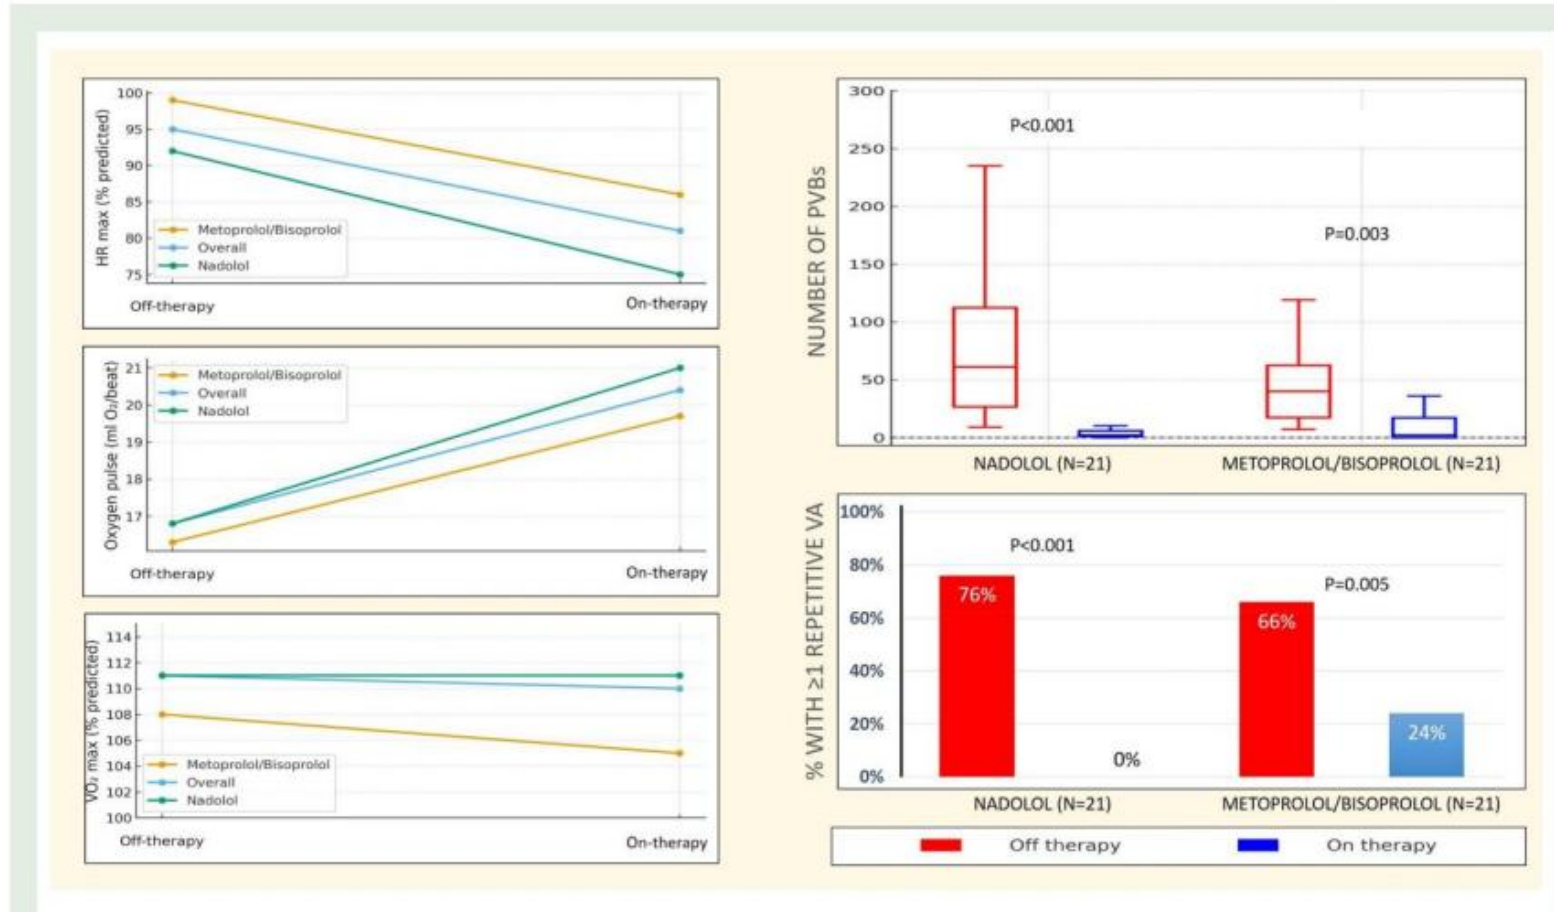 HR max (% predicted)
100
95
90
85
80
75
Metoprolol/Bisoprolol
Overall
Nadolol
Off-therapy
On-therapy
Oxygen pulse (ml O₂/beat)
21
20
19
18
17
Metoprolol/Bisoprolol
Overall
Nadolol
Off-therapy
On-therapy
VO₂ max (% predicted)
114
112
110
108
106
104
102
100
Metoprolol/Bisoprolol
Overall
Nadolol
Off-therapy
On-therapy
NUMBER OF PVBs
300
250
200
150
100
50
0
P<0.001
P=0.003
NADOLOL (N=21)
METOPROLOL/BISOPROLOL (N=21)
% WITH ≥1 REPETITIVE VA
100%
80%
60%
40%
20%
0%
P<0.001
P=0.005
76%
0%
66%
24%
NADOLOL (N=21)
METOPROLOL/BISOPROLOL (N=21)
Off therapy
On therapy